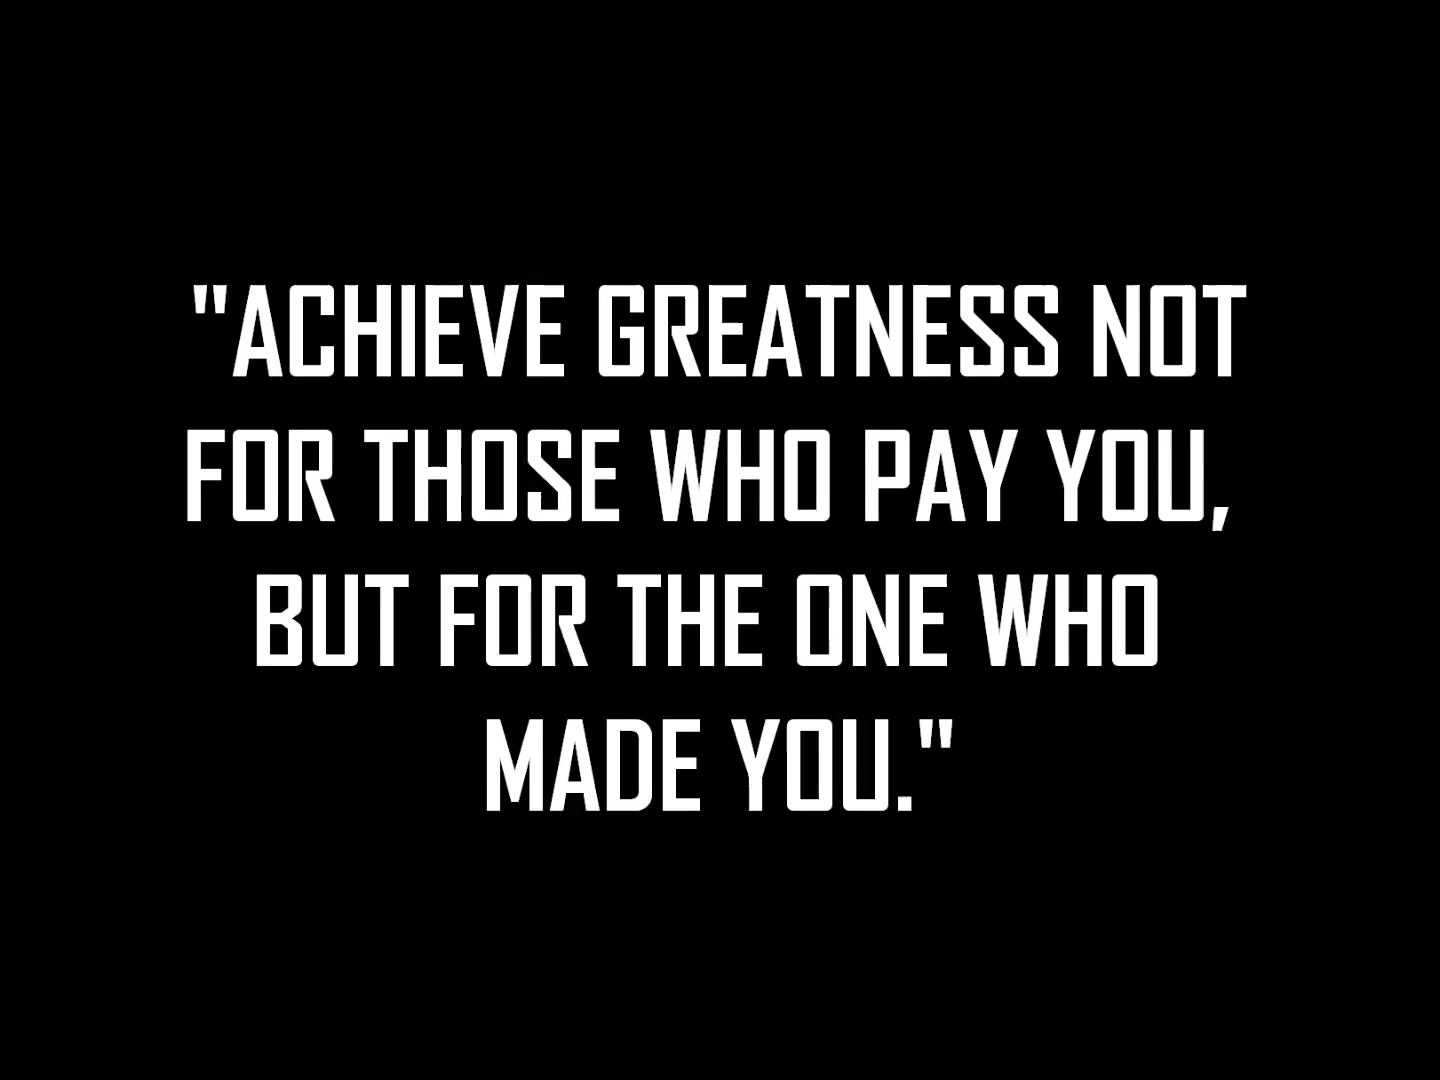 "ACHIEVE GREATNESS NOT
FOR THOSE WHO PAY YOU,
BUT FOR THE ONE WHO
MADE YOU."